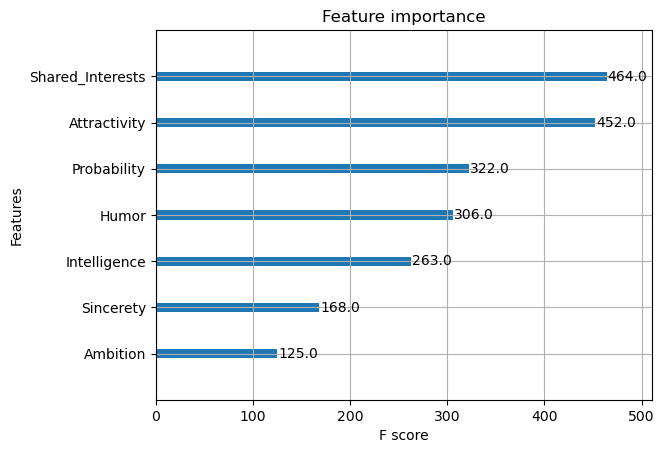 Feature importance
Features
Shared_Interests 464.0
Attractivity 452.0
Probability 322.0
Humor 306.0
Intelligence 263.0
Sincerety 168.0
Ambition 125.0
0 100 200 300 400 500
F score